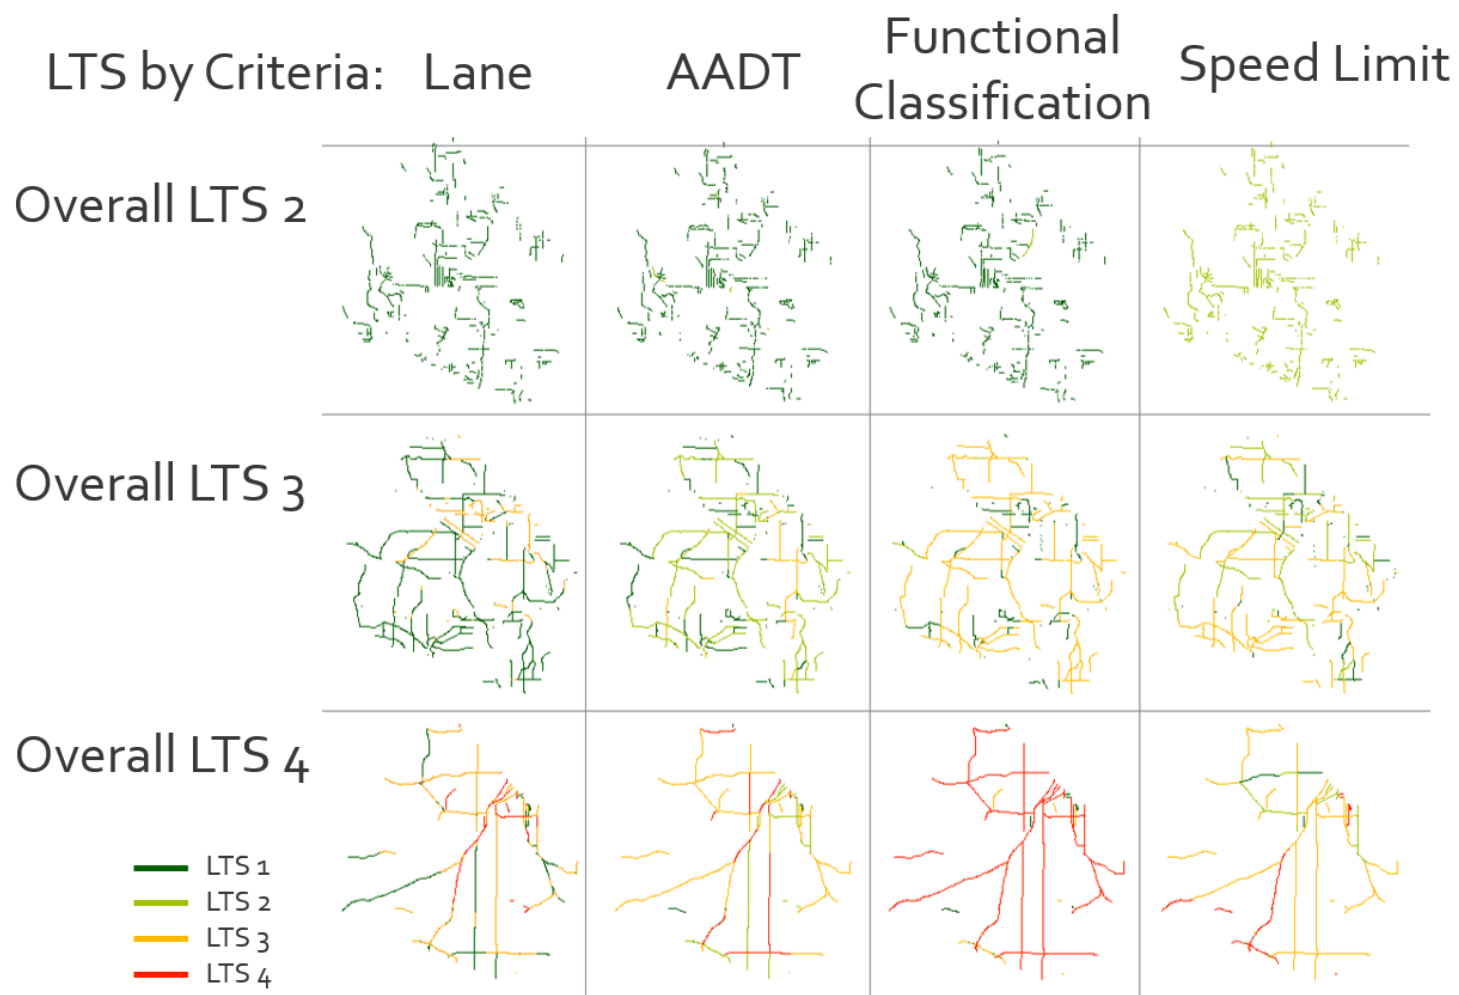 LTS by Criteria: Lane AADT Functional Classification Speed Limit
Overall LTS 2
Overall LTS 3
Overall LTS 4
LTS 1
LTS 2
LTS 3
LTS 4